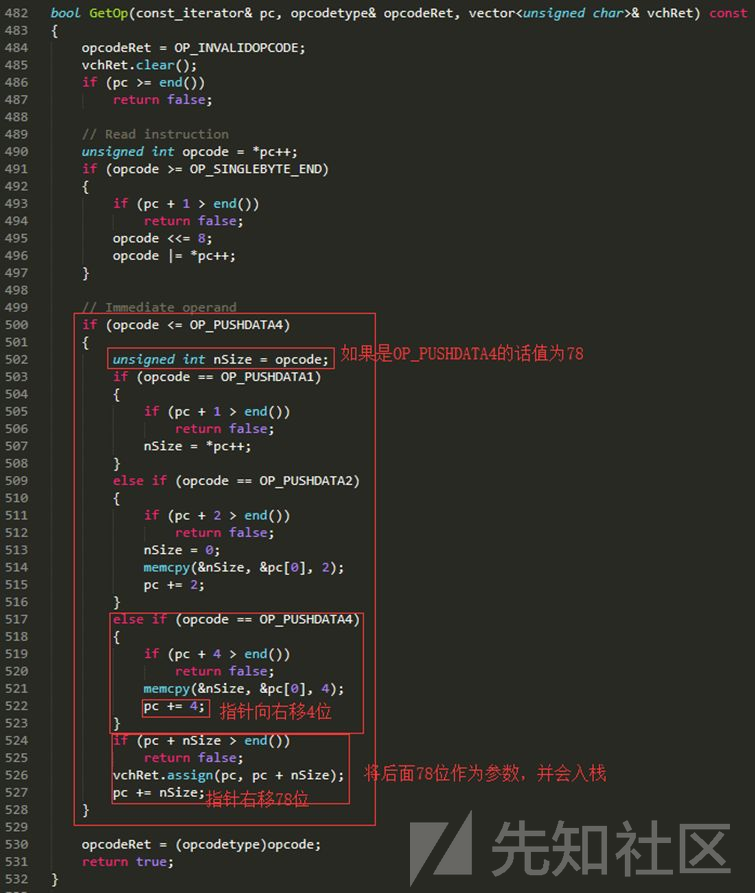 482 bool GetOp(const_iterator& pc, opcodetype& opcodeRet, vector<unsigned char>& vchRet) const
483 {
484 opcodeRet = OP_INVALIDOPCODE;
485 vchRet.clear();
486 if (pc >= end())
487 return false;
488
489 // Read instruction
490 unsigned int opcode = *pc++;
491 if (opcode >= OP_SINGLEBYTE_END)
492 {
493 if (pc + 1 > end())
494 return false;
495 opcode <<= 8;
496 opcode |= *pc++;
497 }
498
499 // Immediate operand
500 if (opcode <= OP_PUSHDATA4)
501 {
502 unsigned int nSize = opcode; 如果是OP_PUSHDATA4的话值为78
503 if (opcode == OP_PUSHDATA1)
504 {
505 if (pc + 1 > end())
506 return false;
507 nSize = *pc++;
508 }
509 else if (opcode == OP_PUSHDATA2)
510 {
511 if (pc + 2 > end())
512 return false;
513 nSize = 0;
514 memcpy(&nSize, &pc[0], 2);
515 pc += 2;
516 }
517 else if (opcode == OP_PUSHDATA4)
518 {
519 if (pc + 4 > end())
520 return false;
521 memcpy(&nSize, &pc[0], 4);
522 pc += 4; 指针向右移4位
523 }
524 if (pc + nSize > end())
525 return false;
526 vchRet.assign(pc, pc + nSize); 将后面78位作为参数，并会入栈
527 pc += nSize; 指针右移78位
528 }
529
530 opcodeRet = (opcodetype)opcode;
531 return true;
532 }
先知社区